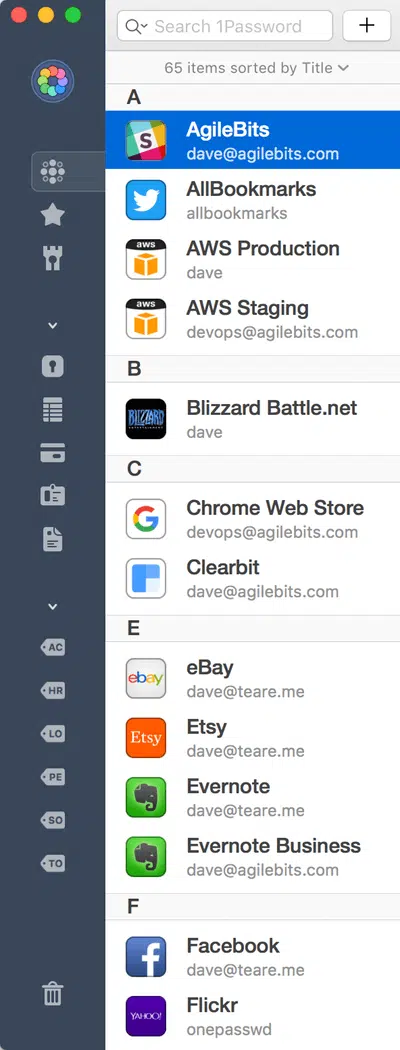 Search 1Password
65 items sorted by Title
A
S
AgileBits
dave@agilebits.com
AllBookmarks
allbookmarks
aws
AWS Production
dave
aws
AWS Staging
devops@agilebits.com
B
BLIZZARD
Blizzard Battle.net
dave
C
G
Chrome Web Store
devops@agilebits.com
Clearbit
dave@agilebits.com
E
ebay
eBay
dave@teare.me
Etsy
Etsy
dave@teare.me
Evernote
dave@teare.me
Evernote Business
dave@agilebits.com
F
f
Facebook
dave@teare.me
YAHOO!
Flickr
onepasswd
AC
HR
LO
PE
SO
TO